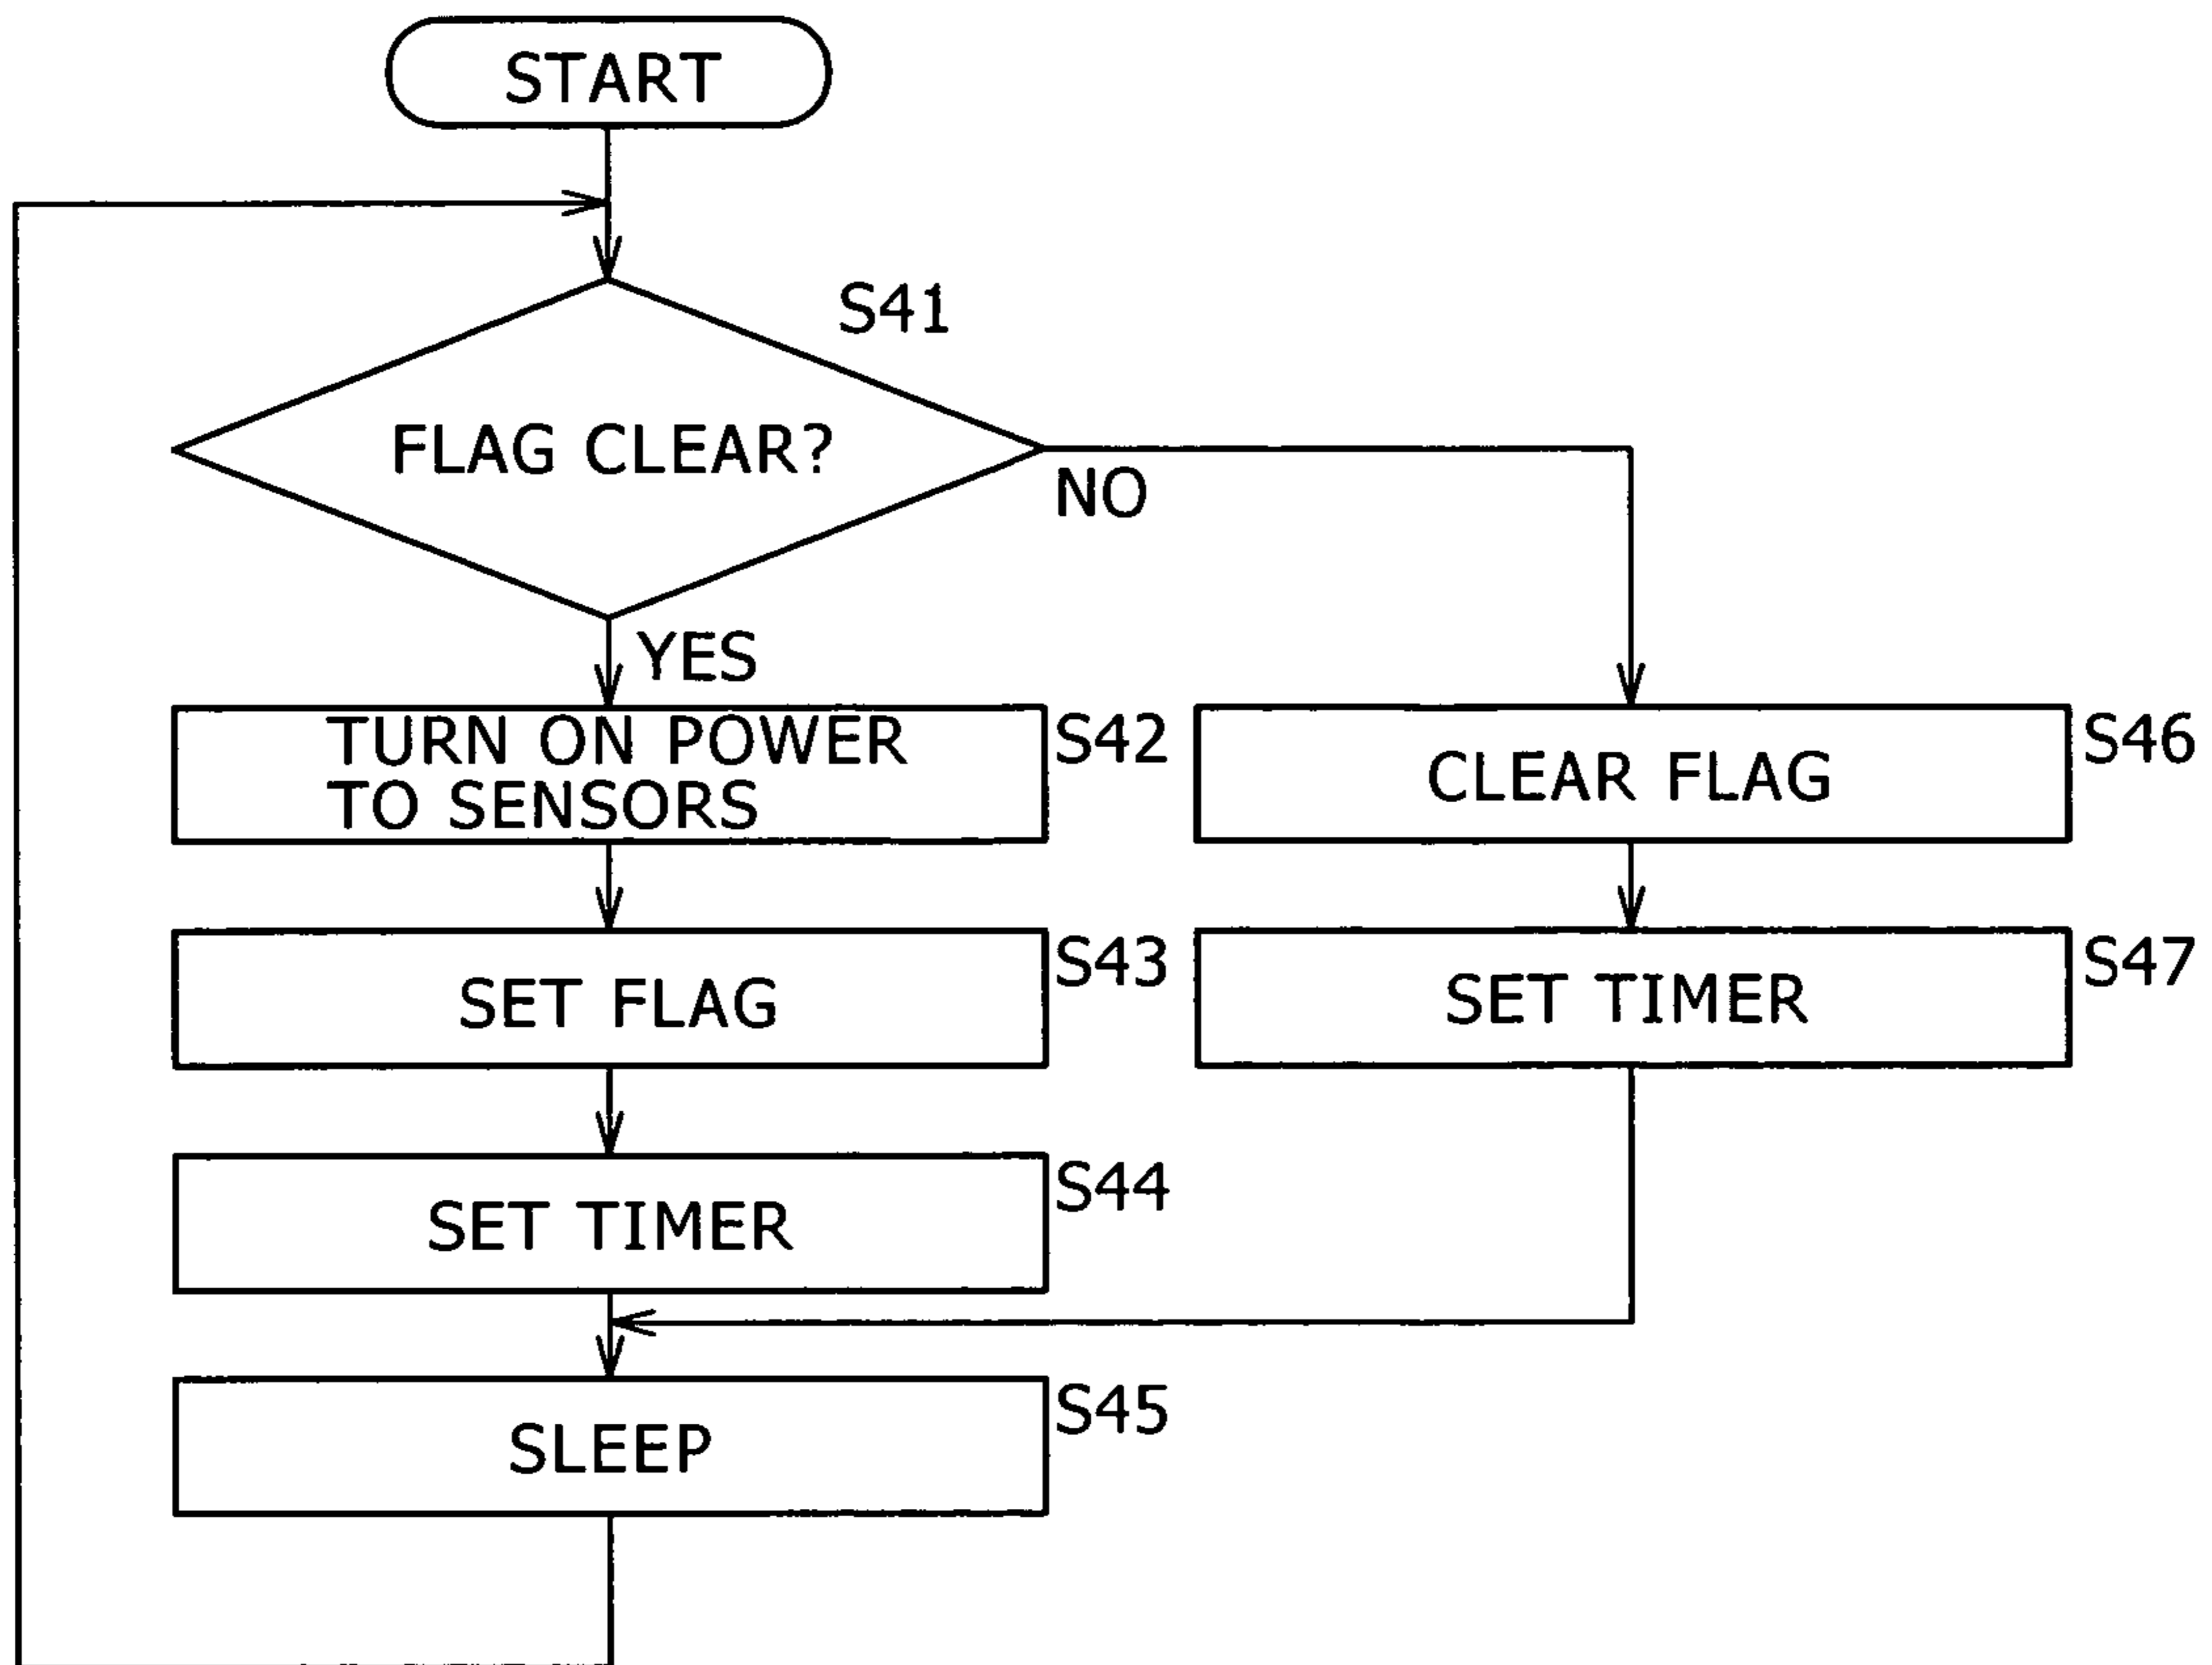 START
S41
FLAG CLEAR?
NO
YES
TURN ON POWER
TO SENSORS
S42
CLEAR FLAG
S46
SET FLAG
S43
SET TIMER
S47
SET TIMER
S44
SLEEP
S45